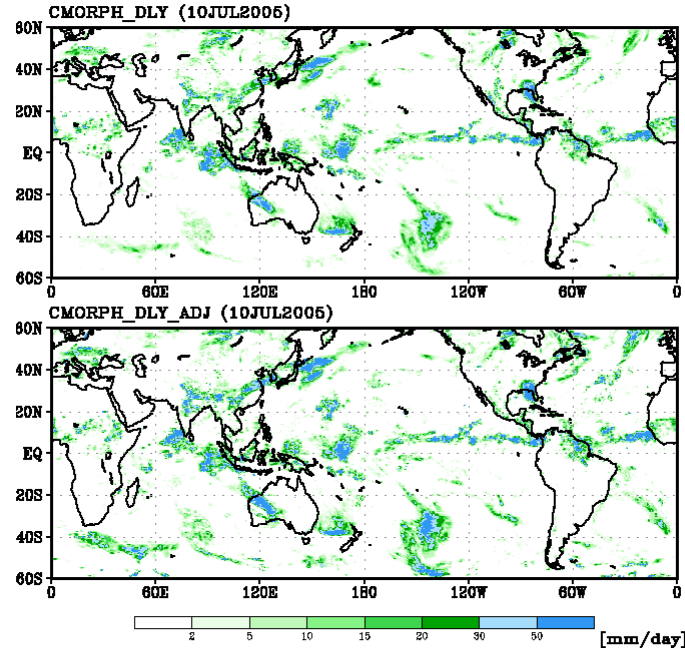 CMORPH_DLY (10JUL2005)
60N
40N
20N
EQ
20S
40S
60S
0 60E 120E 180 120W 60W 0
CMORPH_DLY_ADJ (10JUL2005)
60N
40N
20N
EQ
20S
40S
60S
0 60E 120E 180 120W 60W 0
2 5 10 15 20 30 50 [mm/day]